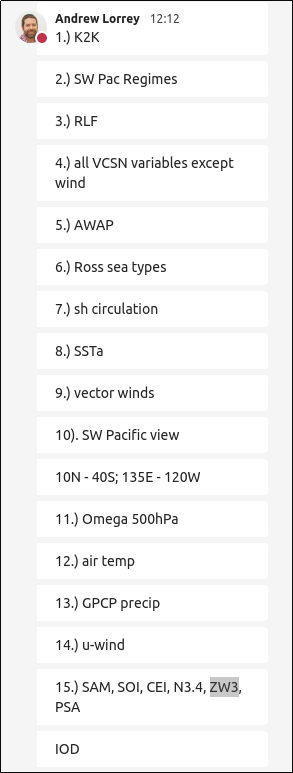 Andrew Lorrey 12:12
1.) K2K
2.) SW Pac Regimes
3.) RLF
4.) all VCSN variables except
wind
5.) AWAP
6.) Ross sea types
7.) sh circulation
8.) SSTa
9.) vector winds
10). SW Pacific view
10N - 40S; 135E - 120W
11.) Omega 500hPa
12.) air temp
13.) GPCP precip
14.) u-wind
15.) SAM, SOI, CEI, N3.4, ZW3,
PSA
IOD